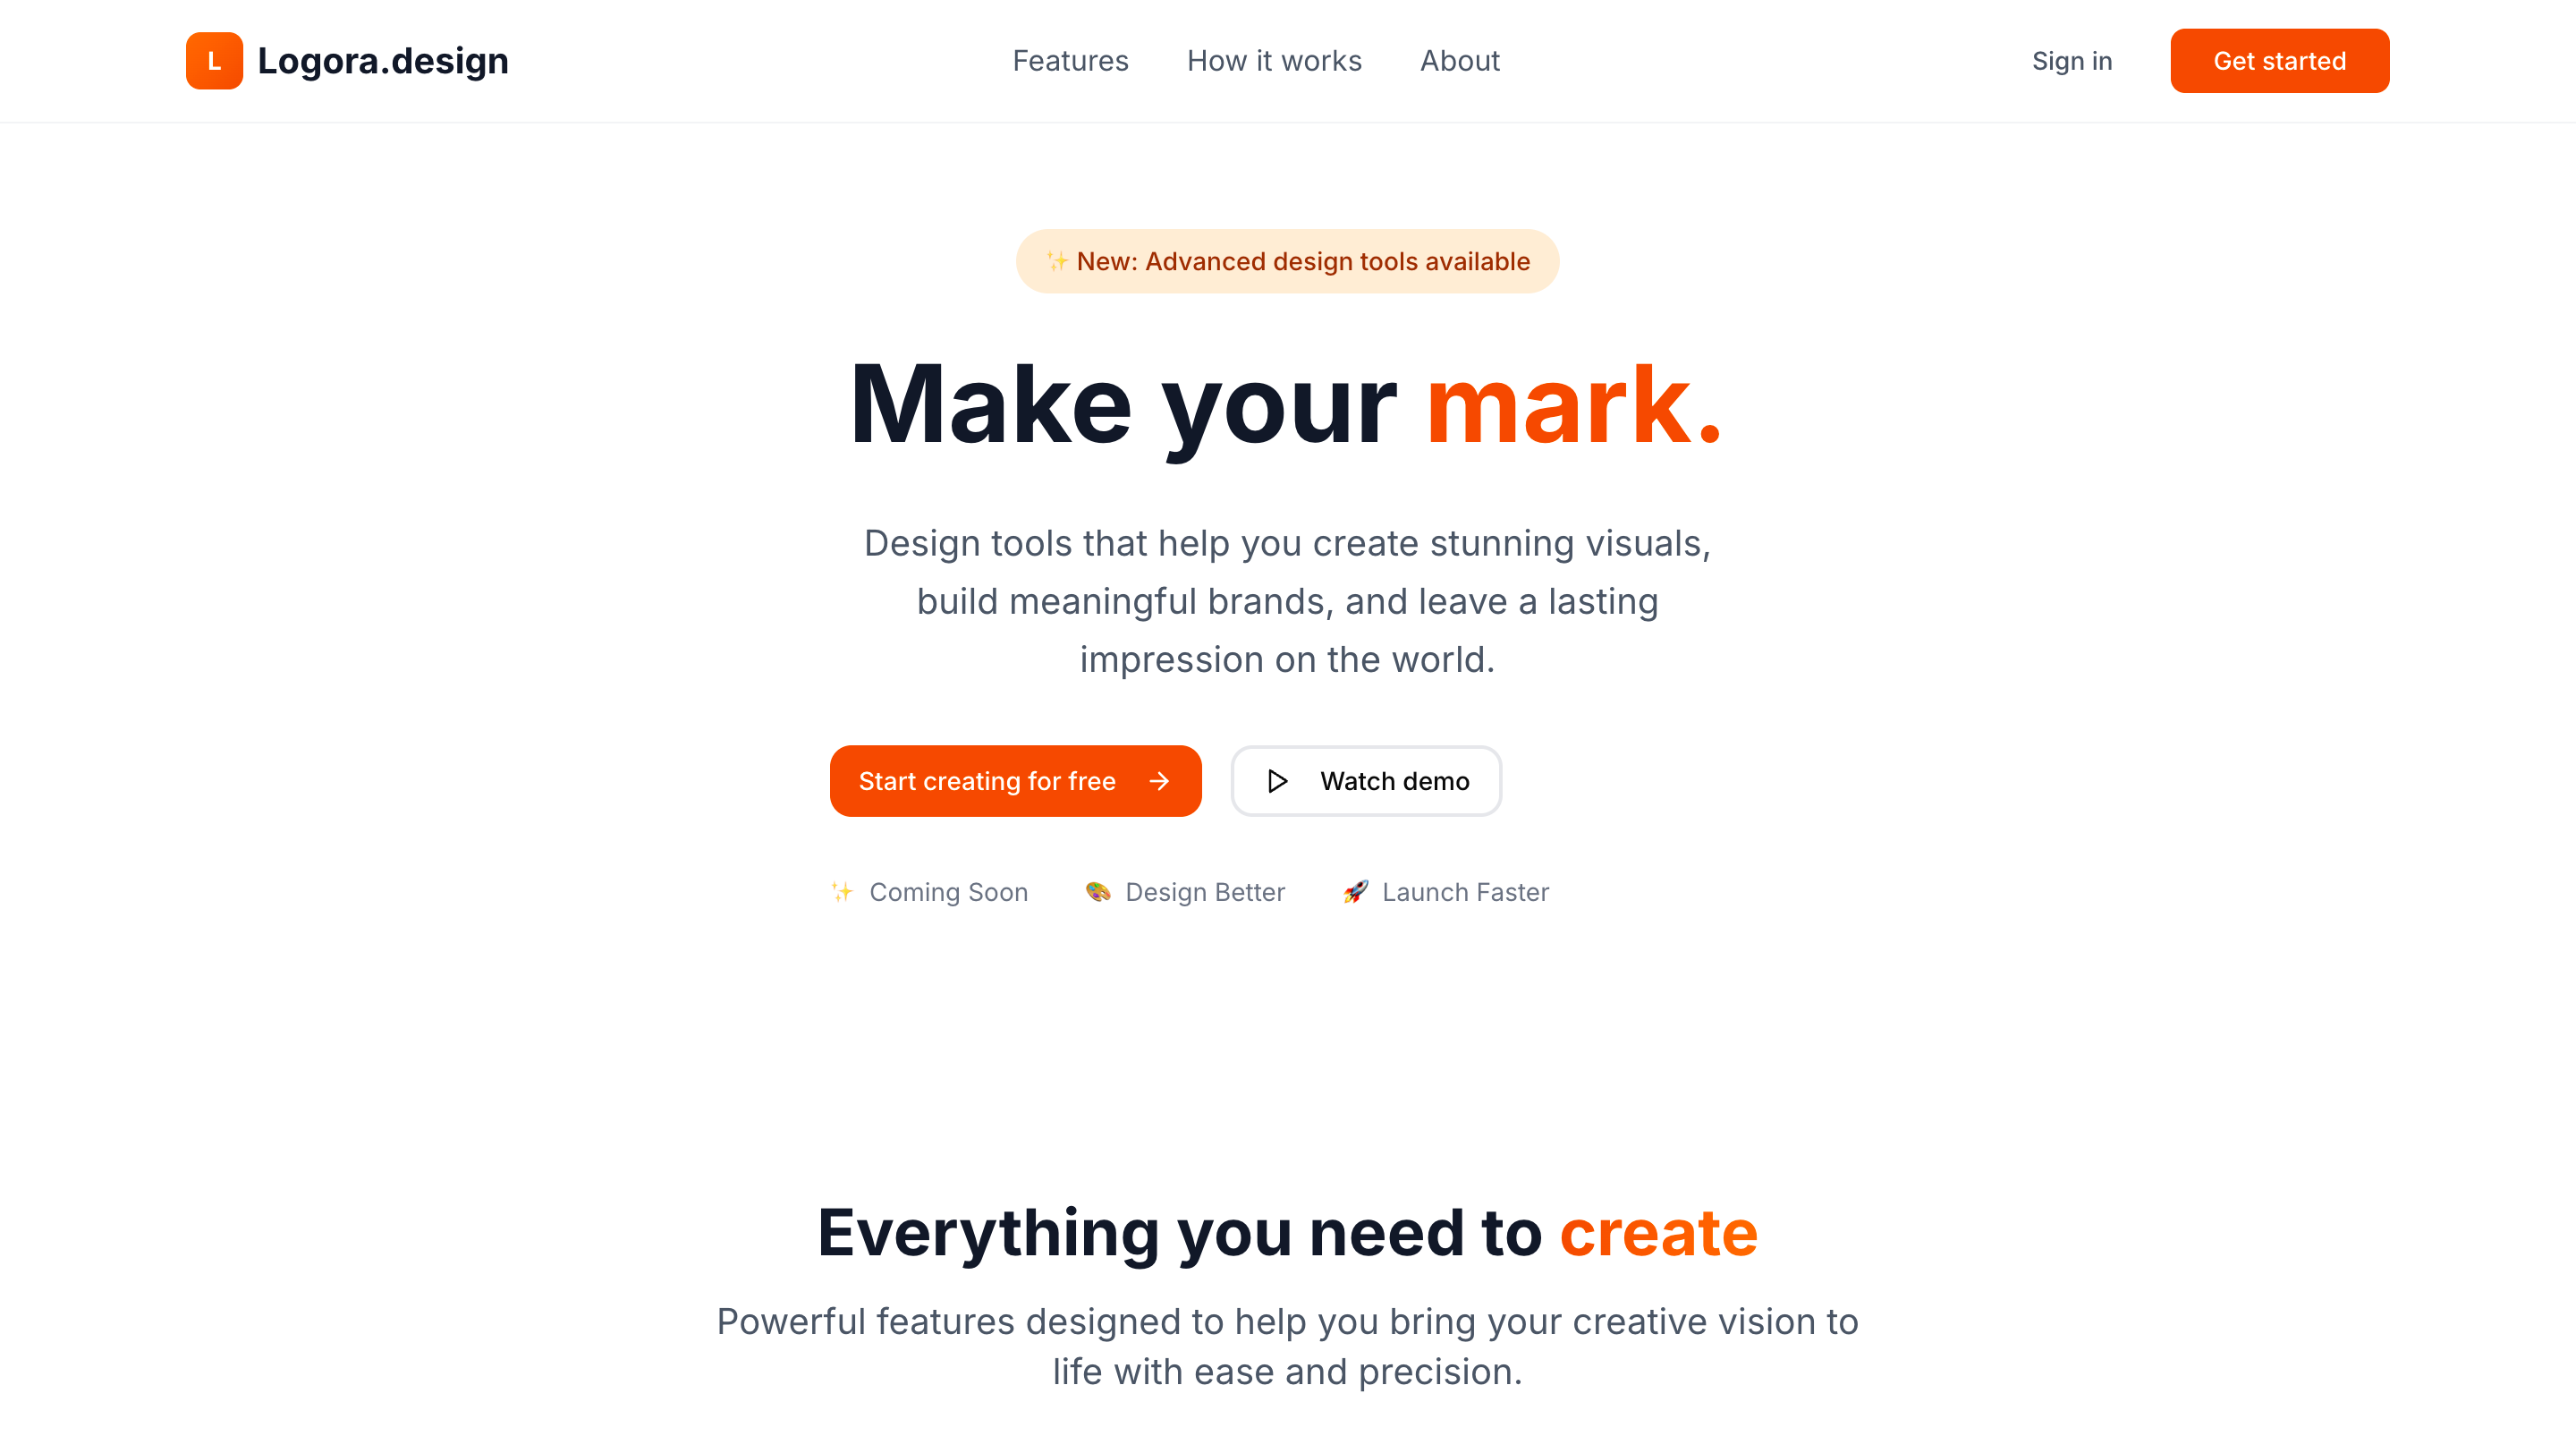 L Logora.design
Features How it works About
Sign in Get started
✨ New: Advanced design tools available
Make your mark.
Design tools that help you create stunning visuals,
build meaningful brands, and leave a lasting
impression on the world.
Start creating for free → Watch demo
✨ Coming Soon 🎨 Design Better 🚀 Launch Faster
Everything you need to create
Powerful features designed to help you bring your creative vision to
life with ease and precision.